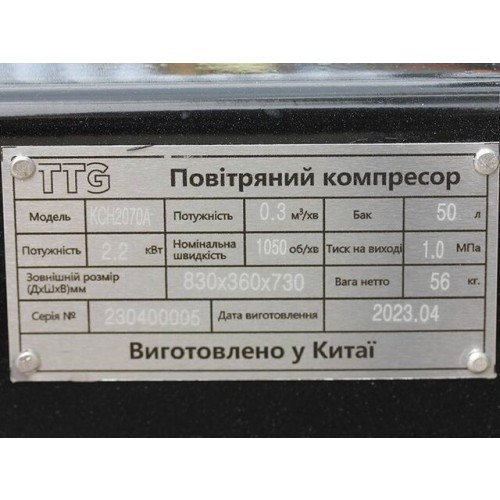 TTG Повітряний компресор
Модель KCH2070A Потужність 0.3 м³/хв Бак 50 л
Потужність 2.2 кВт Номінальна швидкість 1050 об/хв Тиск на виході 1.0 МПа
Зовнішній розмір (ДхШхВ)мм 830x360x730 Вага нетто 56 кг.
Серія № 230400005 Дата виготовлення 2023.04
Виготовлено у Китаї